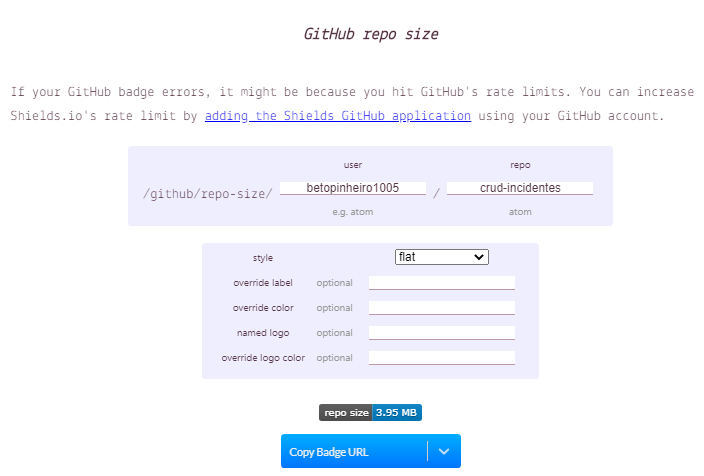 GitHub repo size
If your GitHub badge errors, it might be because you hit GitHub's rate limits. You can increase
Shields.io's rate limit by adding the Shields GitHub application using your GitHub account.
user repo
/github/repo-size/ betopinheiro1005 / crud-incidentes
e.g. atom atom
style flat
override label optional
override color optional
named logo optional
override logo color optional
repo size 3.95 MB
Copy Badge URL